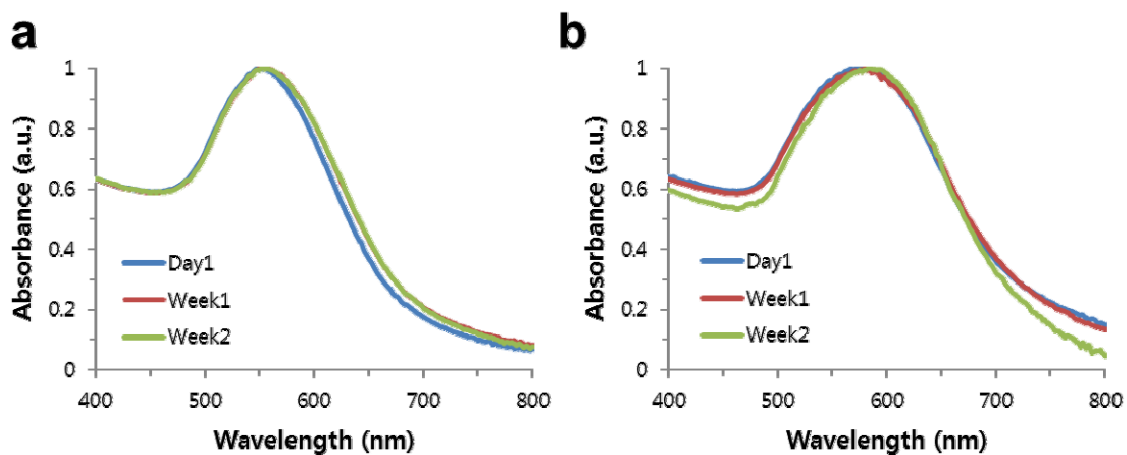 a
1
0.8
0.6
0.4
0.2
0
Absorbance (a.u.)
Day1
Week1
Week2
400 500 600 700 800
Wavelength (nm)
b
1
0.8
0.6
0.4
0.2
0
Absorbance (a.u.)
Day1
Week1
Week2
400 500 600 700 800
Wavelength (nm)